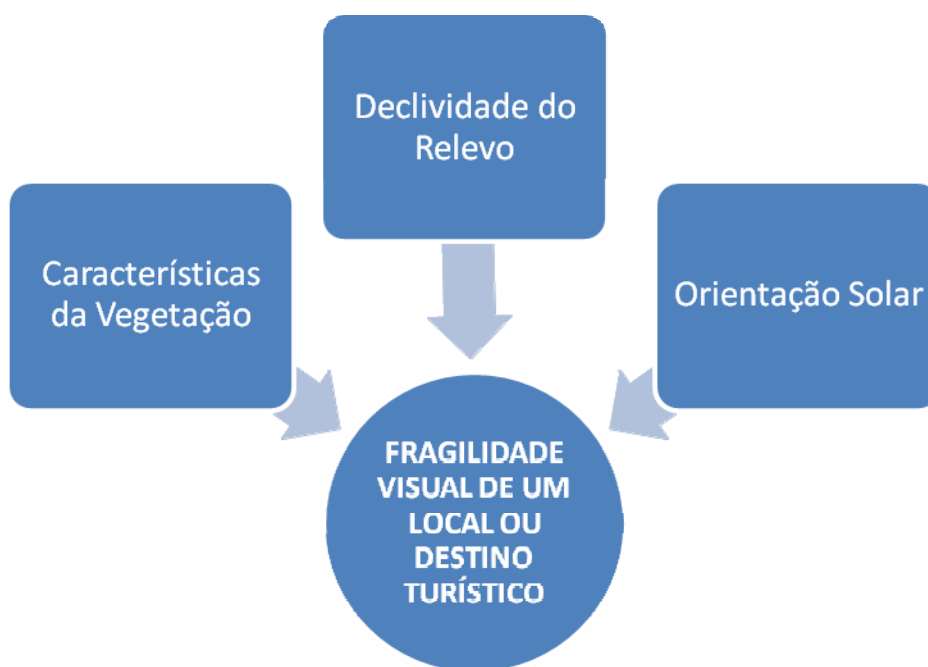 Declividade do
Relevo
Características
da Vegetação
Orientação Solar
FRAGILIDADE
VISUAL DE UM
LOCAL OU
DESTINO
TURÍSTICO